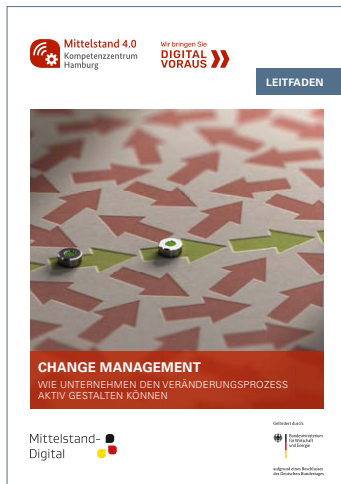 Mittelstand 4.0
Kompetenzzentrum
Hamburg
Wir bringen Sie
DIGITAL
VORAUS
LEITFADEN
CHANGE MANAGEMENT
WIE UNTERNEHMEN DEN VERÄNDERUNGSPROZESS
AKTIV GESTALTEN KÖNNEN
Mittelstand-
Digital
Gefördert durch:
Bundesministerium
für Wirtschaft
und Energie
aufgrund eines Beschlusses
des Deutschen Bundestages